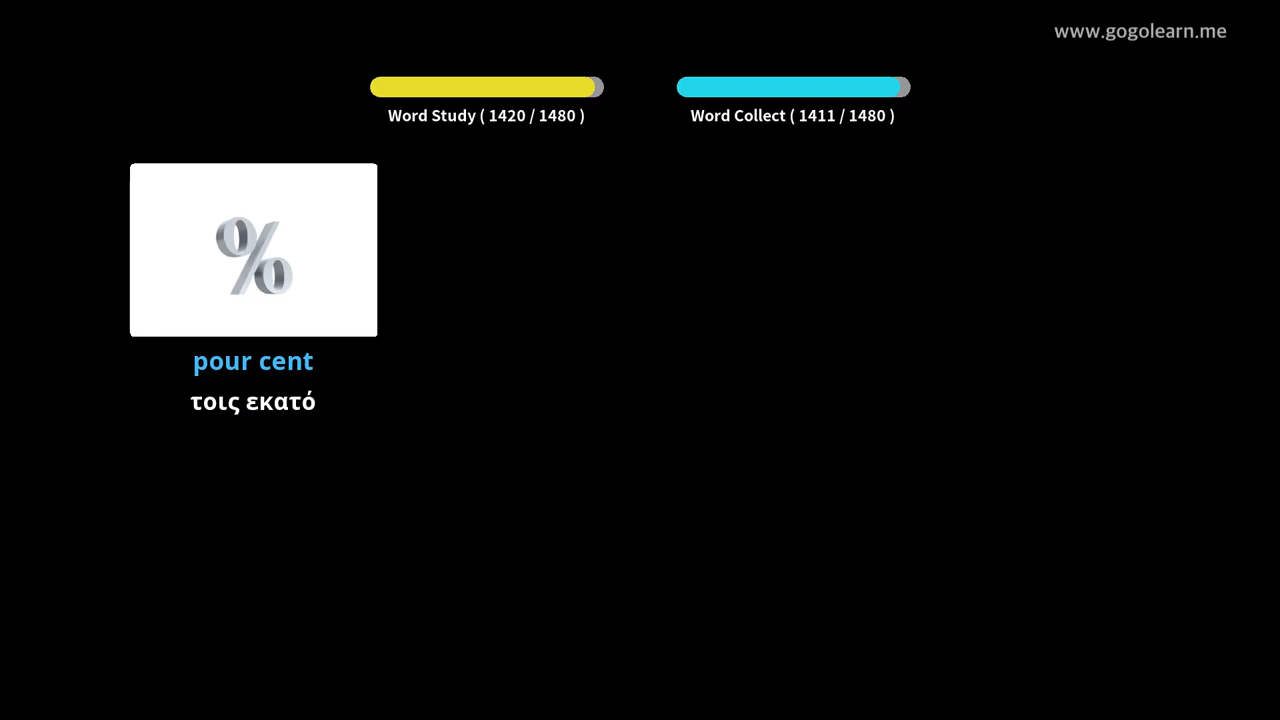 www.gogolearn.me
Word Study ( 1420 / 1480 )
Word Collect ( 1411 / 1480 )
%
pour cent
τοις εκατό